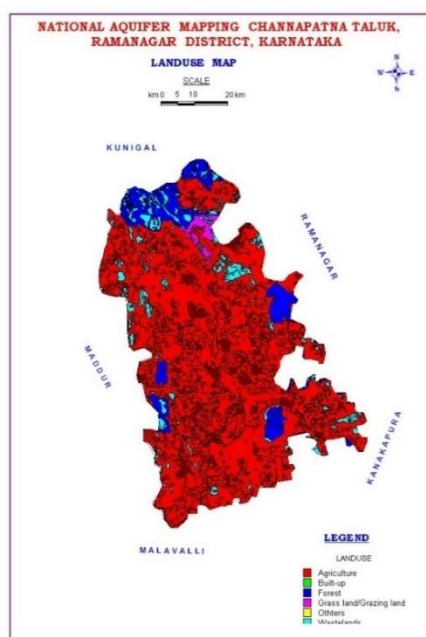 NATIONAL AQUIFER MAPPING CHANNAPATNA TALUK,
RAMANAGAR DISTRICT, KARNATAKA
LANDUSE MAP
SCALE
km 0 5 10 20 km
N
W E
S
KUNIGAL
RAMANAGAR
MADDUR
KANAKAPURA
MALAVALLI
LEGEND
LANDUSE
Agriculture
Built-up
Forest
Grass land/Grazing land
Othters
Wastelands